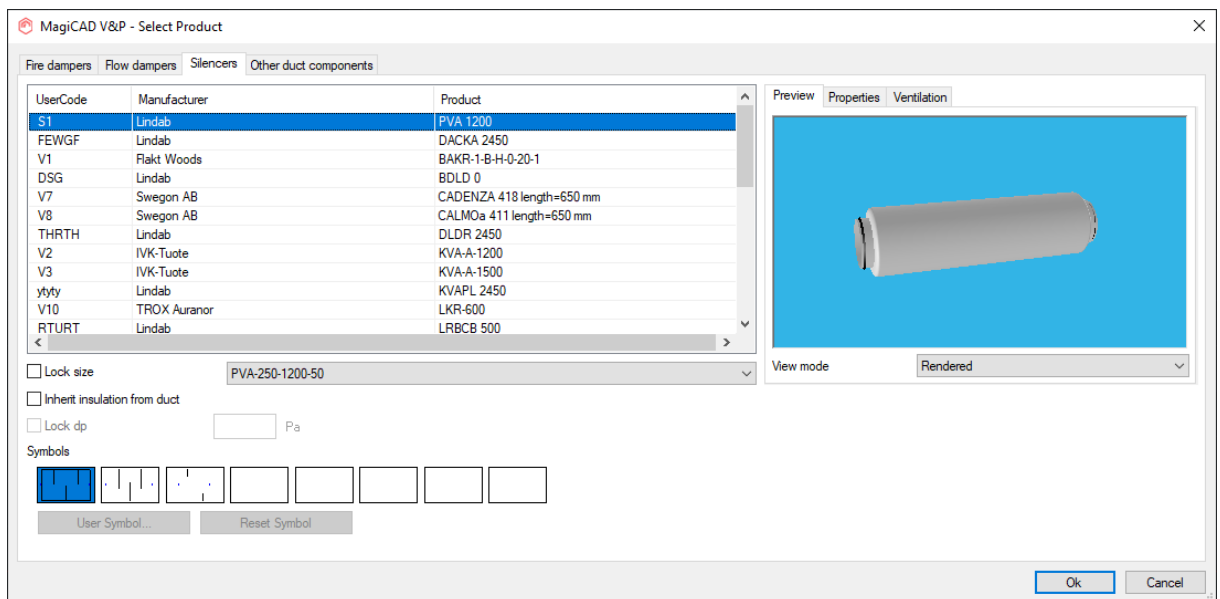 MagiCAD V&P - Select Product
Fire dampers Flow dampers Silencers Other duct components
UserCode Manufacturer Product
S1 Lindab PVA 1200
FEWGF Lindab DACKA 2450
V1 Flakt Woods BAKR-1-B-H-0-20-1
DSG Lindab BDLD 0
V7 Swegon AB CADENZA 418 length=650 mm
V8 Swegon AB CALMOa 411 length=650 mm
THRTH Lindab DLDR 2450
V2 IVK-Tuote KVA-A-1200
V3 IVK-Tuote KVA-A-1500
ytyty Lindab KVAPL 2450
V10 TROX Auranor LKR-600
RTURT Lindab LRBCB 500
Preview Properties Ventilation
View mode Rendered
Lock size PVA-250-1200-50
Inherit insulation from duct
Lock dp Pa
Symbols
User Symbol... Reset Symbol
Ok Cancel